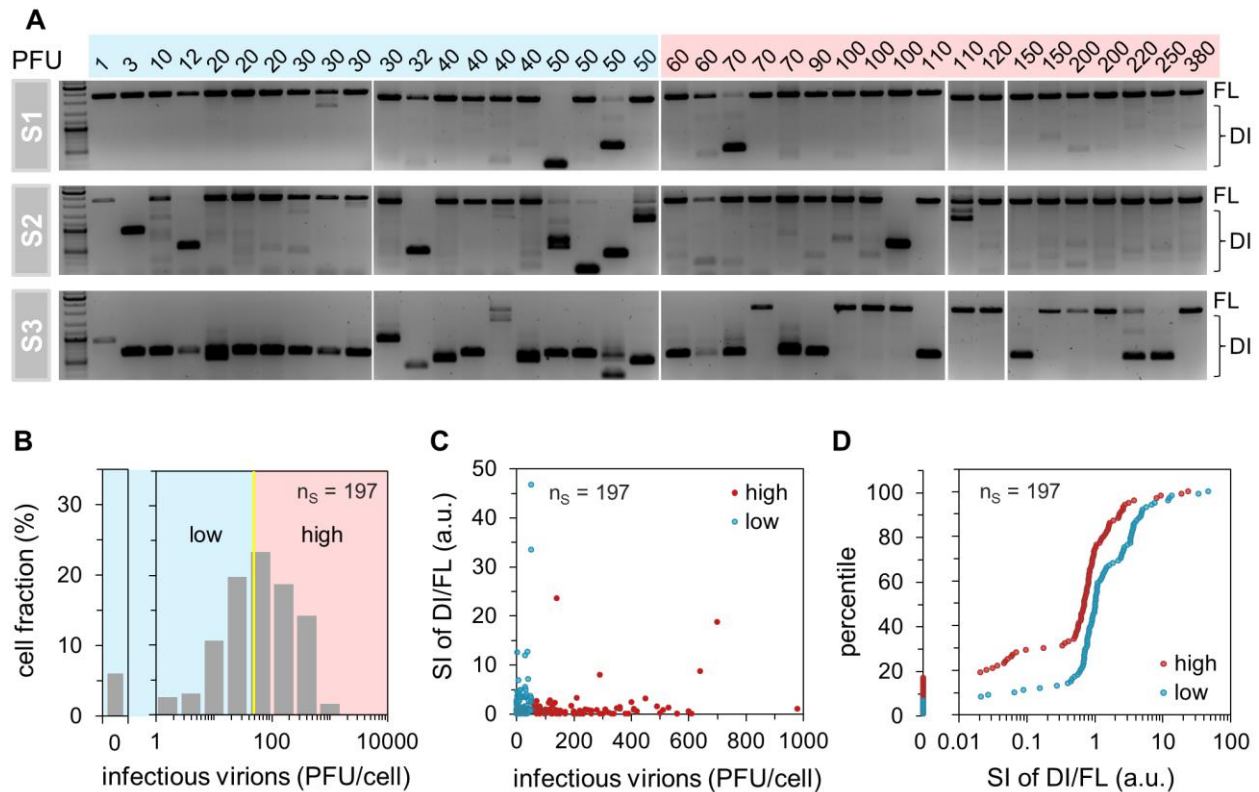 A
PFU 1 3 10 12 20 20 20 30 30 30 30 32 40 40 40 40 50 50 50 50 60 60 70 70 70 90 100 100 100 110 110 120 150 150 200 200 220 250 380
S1 FL
DI
S2 FL
DI
S3 FL
DI
B
cell fraction (%)
30
20
10
0
low high
nS = 197
0 1 100 10000
infectious virions (PFU/cell)
C
SI of DI/FL (a.u.)
50
40
30
20
10
0
nS = 197
high
low
0 200 400 600 800 1000
infectious virions (PFU/cell)
D
percentile
100
80
60
40
20
0
nS = 197
high
low
0 0.01 0.1 1 10 100
SI of DI/FL (a.u.)